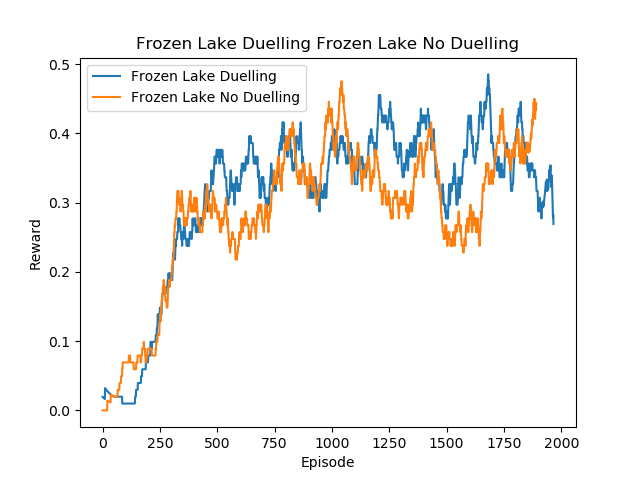 Frozen Lake Duelling Frozen Lake No Duelling
Frozen Lake Duelling
Frozen Lake No Duelling
Reward
0.5
0.4
0.3
0.2
0.1
0.0
0 250 500 750 1000 1250 1500 1750 2000
Episode